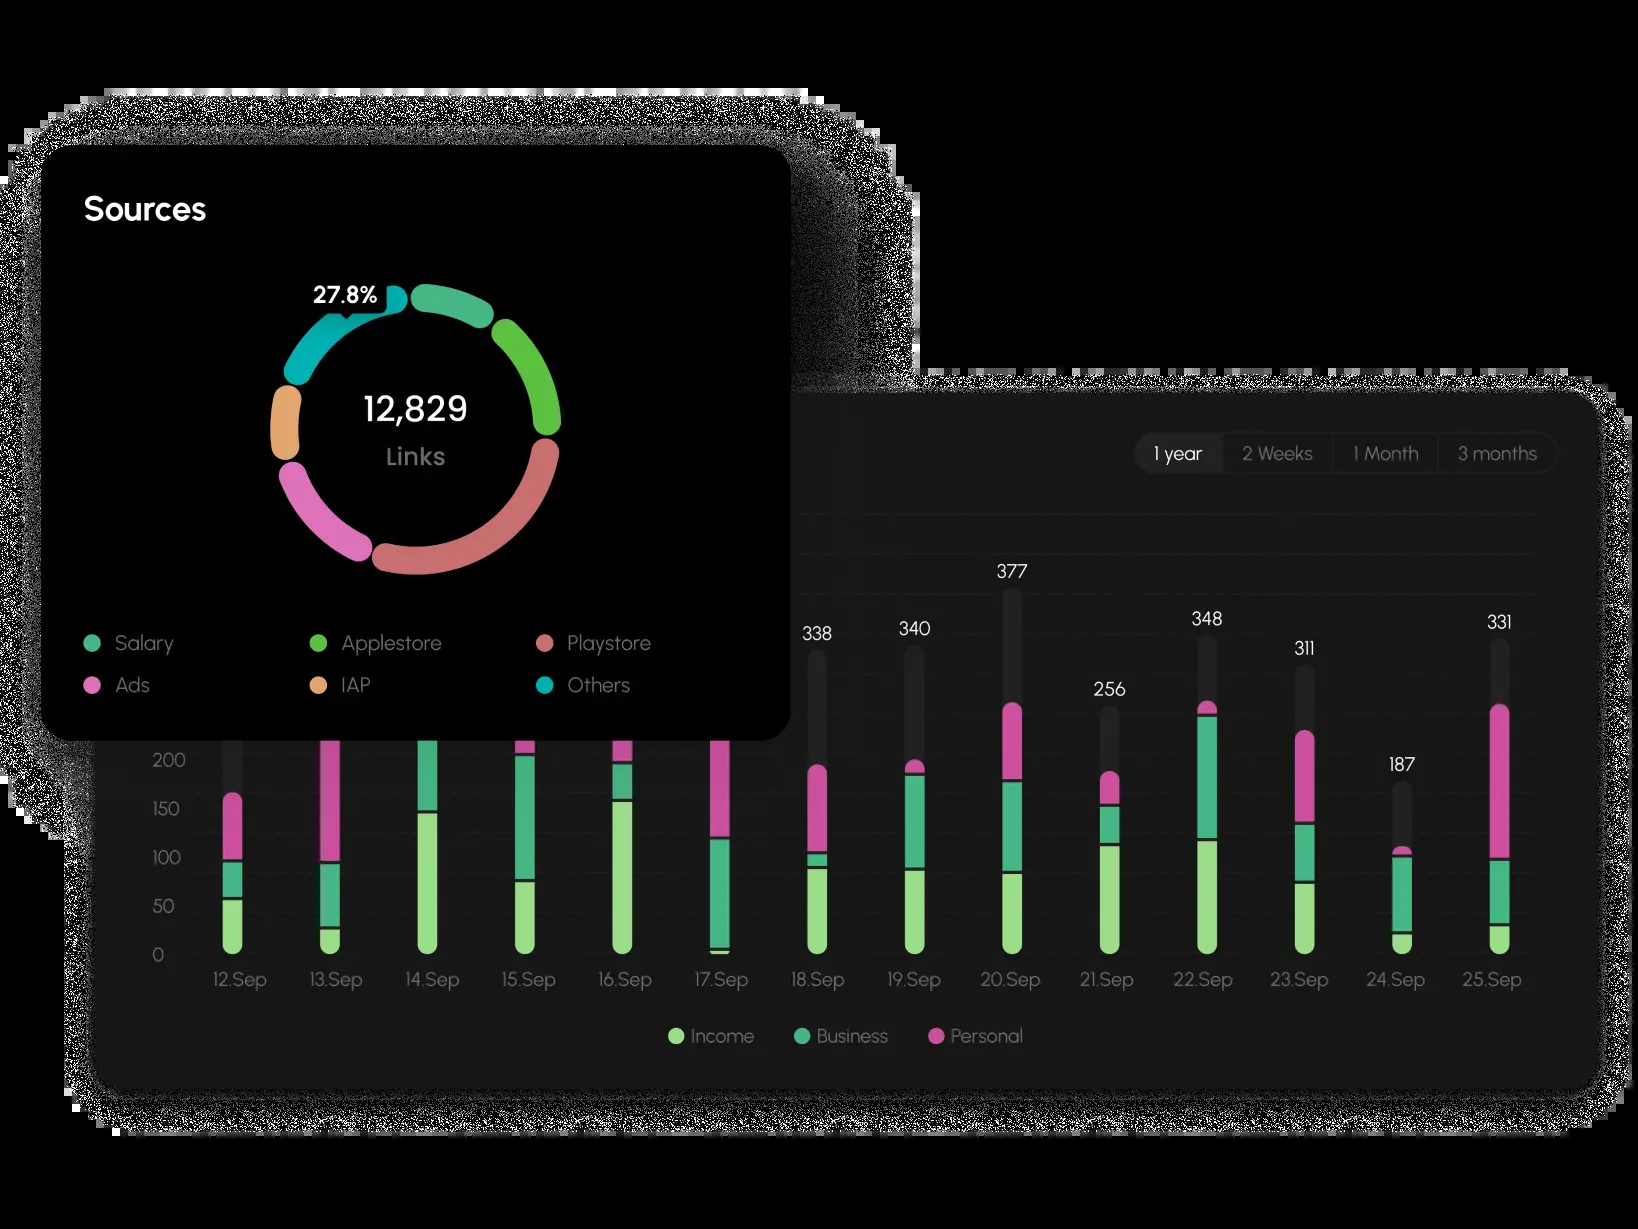 Sources
27.8%
12,829
Links
Salary
Applestore
Playstore
Ads
IAP
Others
1 year
2 Weeks
1 Month
3 months
338
340
377
256
348
311
187
331
200
150
100
50
0
12.Sep
13.Sep
14.Sep
15.Sep
16.Sep
17.Sep
18.Sep
19.Sep
20.Sep
21.Sep
22.Sep
23.Sep
24.Sep
25.Sep
Income
Business
Personal